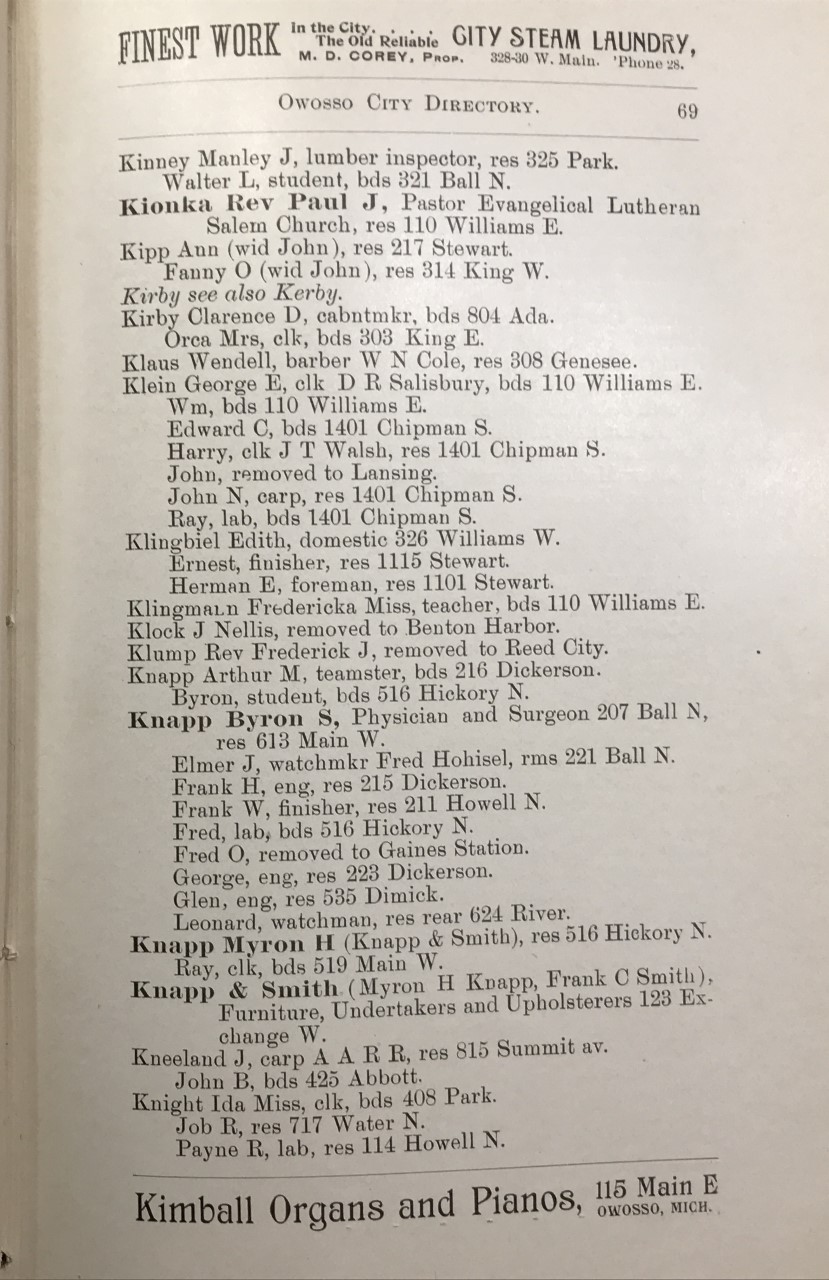 FINEST WORK In the City. . . . .
The Old Reliable CITY STEAM LAUNDRY,
M. D. COREY, PROP. 328-30 W. Main. 'Phone 28.
OWOSSO CITY DIRECTORY. 69
Kinney Manley J, lumber inspector, res 325 Park.
Walter L, student, bds 321 Ball N.
Kionka Rev Paul J, Pastor Evangelical Lutheran
Salem Church, res 110 Williams E.
Kipp Ann (wid John), res 217 Stewart.
Fanny O (wid John), res 314 King W.
Kirby see also Kerby.
Kirby Clarence D, cabntmkr, bds 804 Ada.
Orca Mrs, clk, bds 303 King E.
Klaus Wendell, barber W N Cole, res 308 Genesee.
Klein George E, clk D R Salisbury, bds 110 Williams E.
Wm, bds 110 Williams E.
Edward C, bds 1401 Chipman S.
Harry, clk J T Walsh, res 1401 Chipman S.
John, removed to Lansing.
John N, carp, res 1401 Chipman S.
Ray, lab, bds 1401 Chipman S.
Klingbiel Edith, domestic 326 Williams W.
Ernest, finisher, res 1115 Stewart.
Herman E, foreman, res 1101 Stewart.
Klingmann Fredericka Miss, teacher, bds 110 Williams E.
Klock J Nellis, removed to Benton Harbor.
Klump Rev Frederick J, removed to Reed City.
Knapp Arthur M, teamster, bds 216 Dickerson.
Byron, student, bds 516 Hickory N.
Knapp Byron S, Physician and Surgeon 207 Ball N,
res 613 Main W.
Elmer J, watchmkr Fred Hohisel, rms 221 Ball N.
Frank H, eng, res 215 Dickerson.
Frank W, finisher, res 211 Howell N.
Fred, lab, bds 516 Hickory N.
Fred O, removed to Gaines Station.
George, eng, res 223 Dickerson.
Glen, eng, res 535 Dimick.
Leonard, watchman, res rear 624 River.
Knapp Myron H (Knapp & Smith), res 516 Hickory N.
Ray, clk, bds 519 Main W.
Knapp & Smith (Myron H Knapp, Frank C Smith),
Furniture, Undertakers and Upholsterers 123 Ex-
change W.
Kneeland J, carp A A R R, res 815 Summit av.
John B, bds 425 Abbott.
Knight Ida Miss, clk, bds 408 Park.
Job R, res 717 Water N.
Payne R, lab, res 114 Howell N.
Kimball Organs and Pianos, 115 Main E
OWOSSO, MICH.